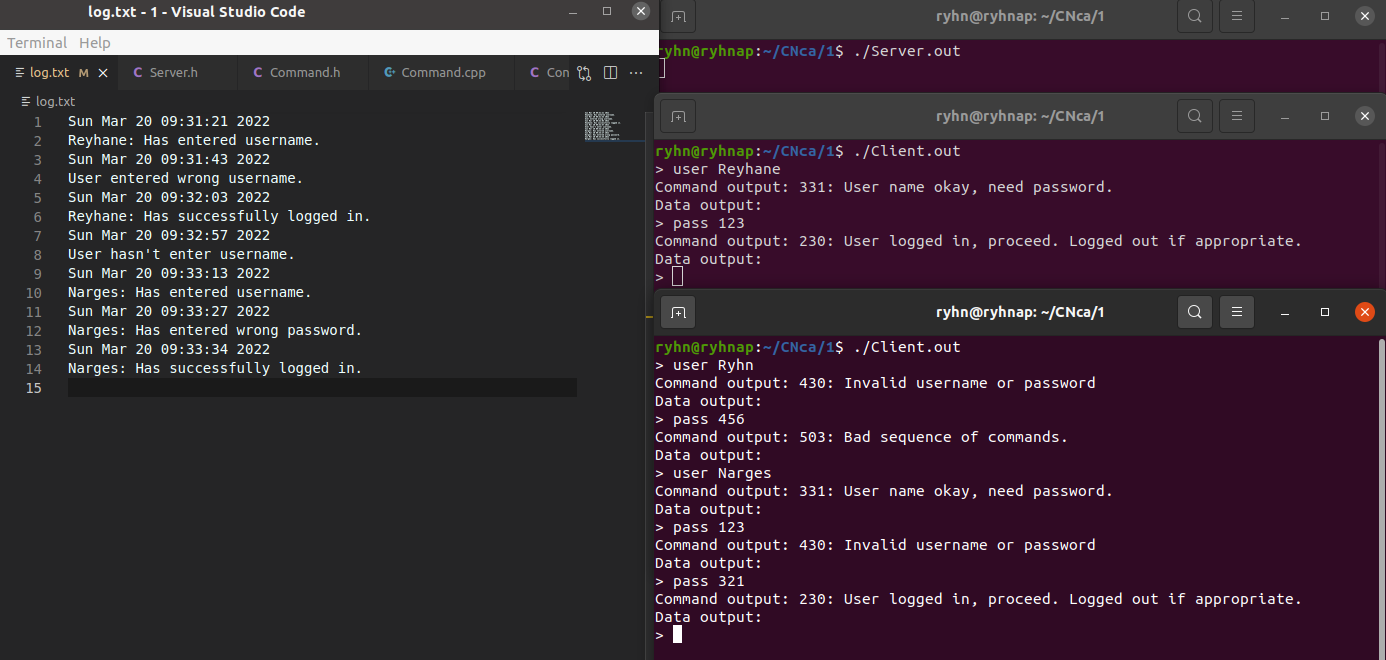 log.txt - 1 - Visual Studio Code
Terminal Help
log.txt M Server.h Command.h Command.cpp Con
log.txt
1 Sun Mar 20 09:31:21 2022
2 Reyhane: Has entered username.
3 Sun Mar 20 09:31:43 2022
4 User entered wrong username.
5 Sun Mar 20 09:32:03 2022
6 Reyhane: Has successfully logged in.
7 Sun Mar 20 09:32:57 2022
8 User hasn't enter username.
9 Sun Mar 20 09:33:13 2022
10 Narges: Has entered username.
11 Sun Mar 20 09:33:27 2022
12 Narges: Has entered wrong password.
13 Sun Mar 20 09:33:34 2022
14 Narges: Has successfully logged in.
15
ryhn@ryhnap: ~/CNca/1
ryhn@ryhnap:~/CNca/1$ ./Server.out
ryhn@ryhnap: ~/CNca/1
ryhn@ryhnap:~/CNca/1$ ./Client.out
> user Reyhane
Command output: 331: User name okay, need password.
Data output:
> pass 123
Command output: 230: User logged in, proceed. Logged out if appropriate.
Data output:
>
ryhn@ryhnap: ~/CNca/1
ryhn@ryhnap:~/CNca/1$ ./Client.out
> user Ryhn
Command output: 430: Invalid username or password
Data output:
> pass 456
Command output: 503: Bad sequence of commands.
Data output:
> user Narges
Command output: 331: User name okay, need password.
Data output:
> pass 123
Command output: 430: Invalid username or password
Data output:
> pass 321
Command output: 230: User logged in, proceed. Logged out if appropriate.
Data output:
>